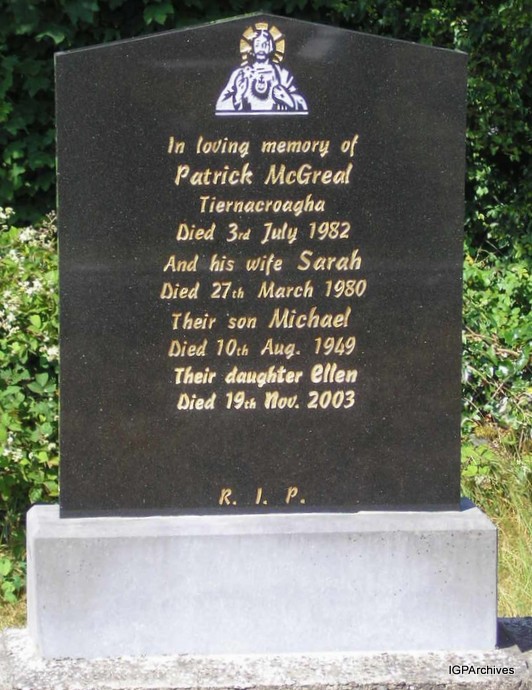 In loving memory of
Patrick McGreal
Tiernacroagha
Died 3rd July 1982
And his wife Sarah
Died 27th March 1980
Their son Michael
Died 10th Aug. 1949
Their daughter Ellen
Died 19th Nov. 2003
R. I. P.
IGPArchives